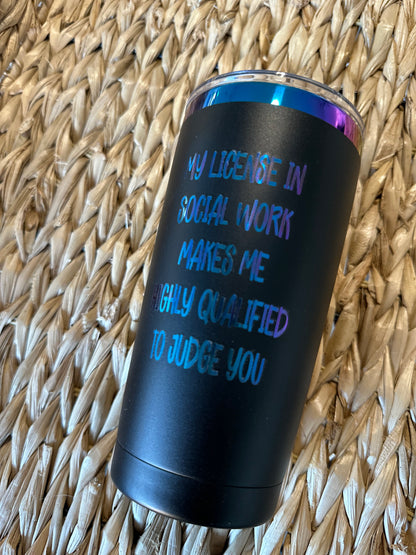 MY LICENSE IN
SOCIAL WORK
MAKES ME
HIGHLY QUALIFIED
TO JUDGE YOU